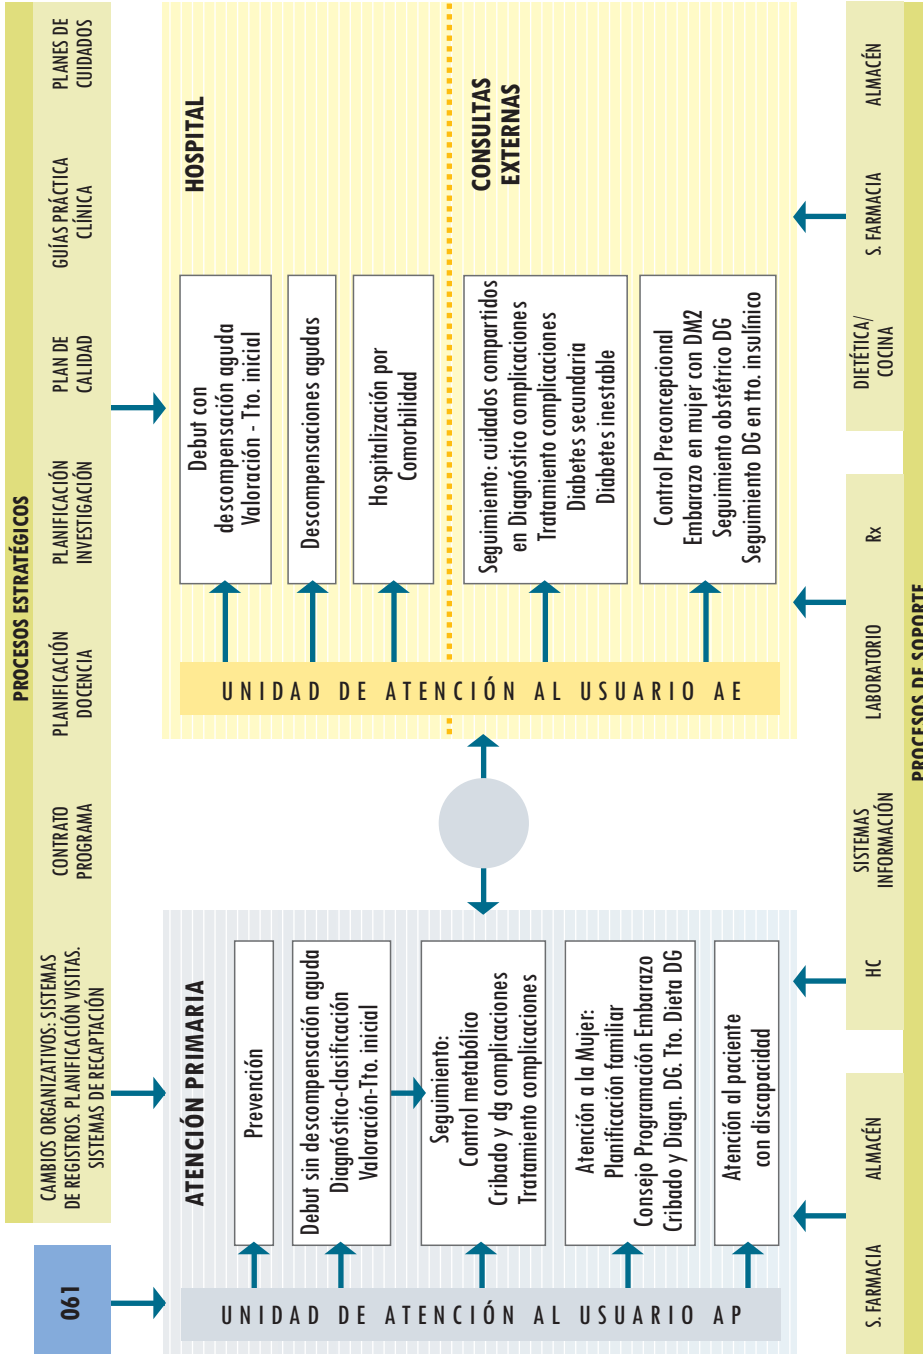 PROCESOS ESTRATÉGICOS
061
CAMBIOS ORGANIZATIVOS: SISTEMAS
DE REGISTROS. PLANIFICACIÓN VISITAS.
SISTEMAS DE RECAPTACIÓN
CONTRATO
PROGRAMA
PLANIFICACIÓN
DOCENCIA
PLANIFICACIÓN
INVESTIGACIÓN
PLAN DE
CALIDAD
GUÍAS PRÁCTICA
CLÍNICA
PLANES DE
CUIDADOS
ATENCIÓN PRIMARIA
UNIDAD DE ATENCIÓN AL USUARIO AP
Prevención
Debut sin descompensación aguda
Diagnóstico-clasificación
Valoración-Tto. inicial
Seguimiento:
Control metabólico
Cribado y dg complicaciones
Tratamiento complicaciones
Atención a la Mujer:
Planificación familiar
Consejo Programación Embarazo
Cribado y Diagn. DG. Tto. Dieta DG
Atención al paciente
con discapacidad
UNIDAD DE ATENCIÓN AL USUARIO AE
HOSPITAL
Debut con
descompensación aguda
Valoración - Tto. inicial
Descompensaciones agudas
Hospitalización por
Comorbilidad
CONSULTAS
EXTERNAS
Seguimiento: cuidados compartidos
en Diagnóstico complicaciones
Tratamiento complicaciones
Diabetes secundaria
Diabetes inestable
Control Preconcepcional
Embarazo en mujer con DM2
Seguimiento obstétrico DG
Seguimiento DG en tto. insulínico
S. FARMACIA
ALMACÉN
HC
SISTEMAS
INFORMACIÓN
LABORATORIO
Rx
DIETÉTICA/
COCINA
S. FARMACIA
ALMACÉN
PROCESOS DE SOPORTE